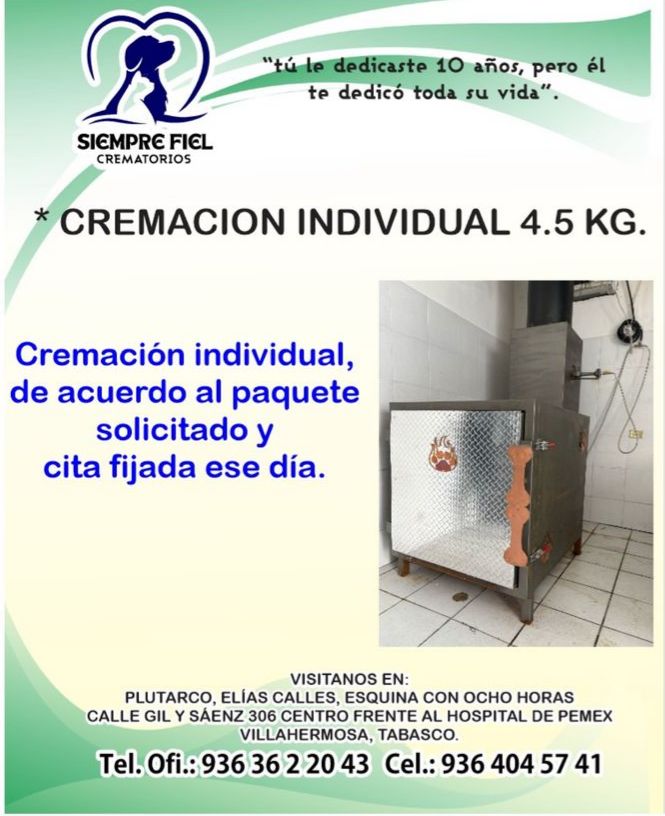 SIEMPRE FIEL
CREMATORIOS
"tú le dedicaste 10 años, pero él
te dedicó toda su vida".
* CREMACION INDIVIDUAL 4.5 KG.
Cremación individual,
de acuerdo al paquete
solicitado y
cita fijada ese día.
VISITANOS EN:
PLUTARCO, ELÍAS CALLES, ESQUINA CON OCHO HORAS
CALLE GIL Y SÁENZ 306 CENTRO FRENTE AL HOSPITAL DE PEMEX
VILLAHERMOSA, TABASCO.
Tel. Ofi.: 936 36 2 20 43 Cel.: 936 404 57 41